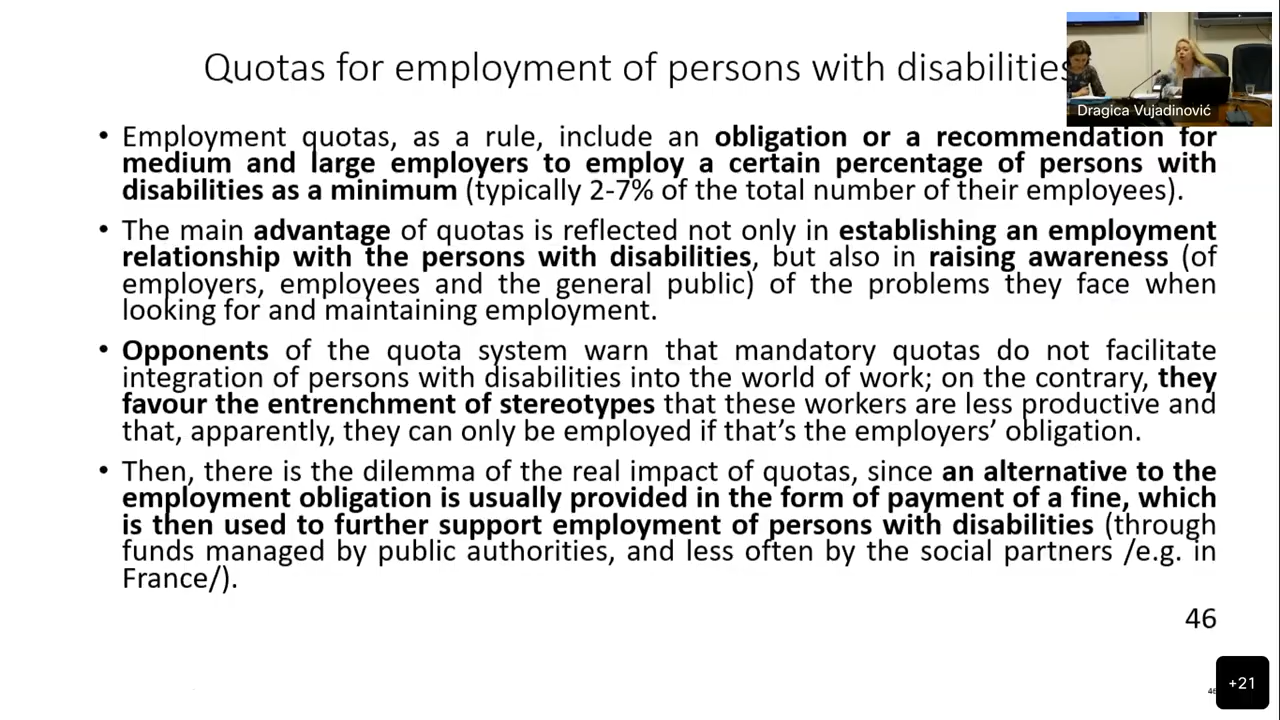 Quotas for employment of persons with disabilities
Dragica Vujadinović
• Employment quotas, as a rule, include an obligation or a recommendation for
medium and large employers to employ a certain percentage of persons with
disabilities as a minimum (typically 2-7% of the total number of their employees).
• The main advantage of quotas is reflected not only in establishing an employment
relationship with the persons with disabilities, but also in raising awareness (of
employers, employees and the general public) of the problems they face when
looking for and maintaining employment.
• Opponents of the quota system warn that mandatory quotas do not facilitate
integration of persons with disabilities into the world of work; on the contrary, they
favour the entrenchment of stereotypes that these workers are less productive and
that, apparently, they can only be employed if that’s the employers’ obligation.
• Then, there is the dilemma of the real impact of quotas, since an alternative to the
employment obligation is usually provided in the form of payment of a fine, which
is then used to further support employment of persons with disabilities (through
funds managed by public authorities, and less often by the social partners /e.g. in
France/).
46
+21